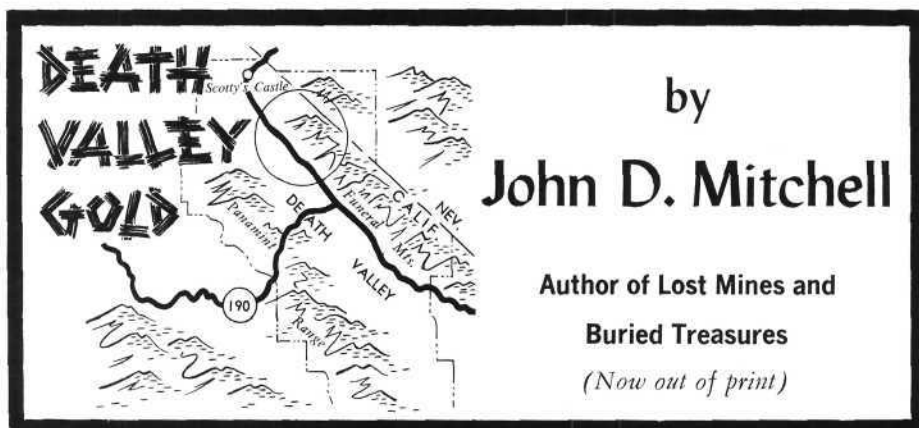 DEATH
VALLEY
GOLD
Scotty's Castle
Panamint
Range
DEATH
VALLEY
Funeral
Mts.
CALIF.
NEV.
190
by
John D. Mitchell
Author of Lost Mines and
Buried Treasures
(Now out of print)